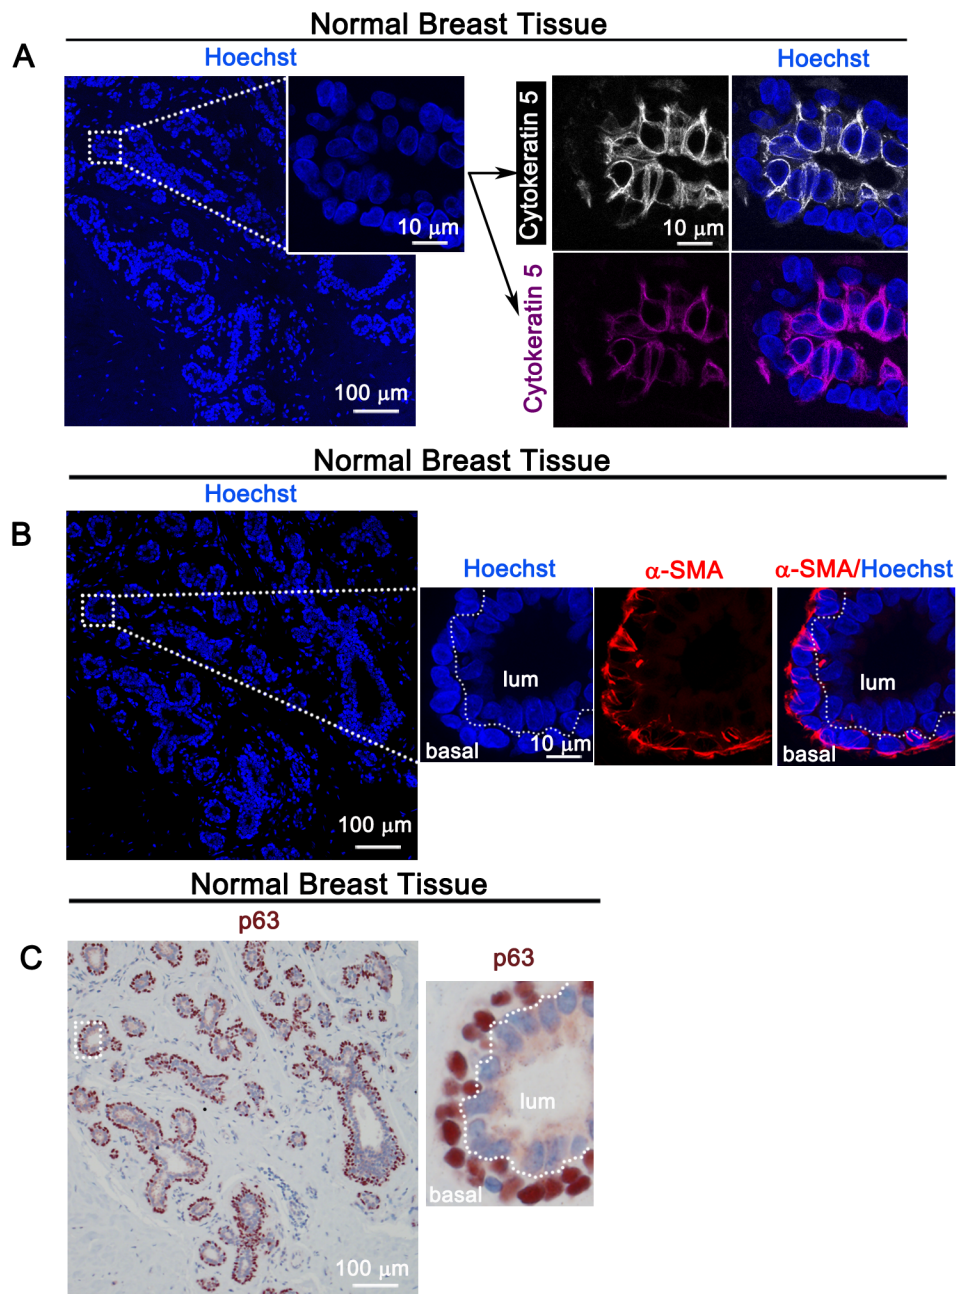 Normal Breast Tissue
A
Hoechst
Hoechst
Cytokeratin 5
10 μm
10 μm
Cytokeratin 5
100 μm
Normal Breast Tissue
Hoechst
B
Hoechst
α-SMA
α-SMA/Hoechst
lum
basal
10 μm
basal
lum
100 μm
Normal Breast Tissue
p63
C
p63
lum
basal
100 μm